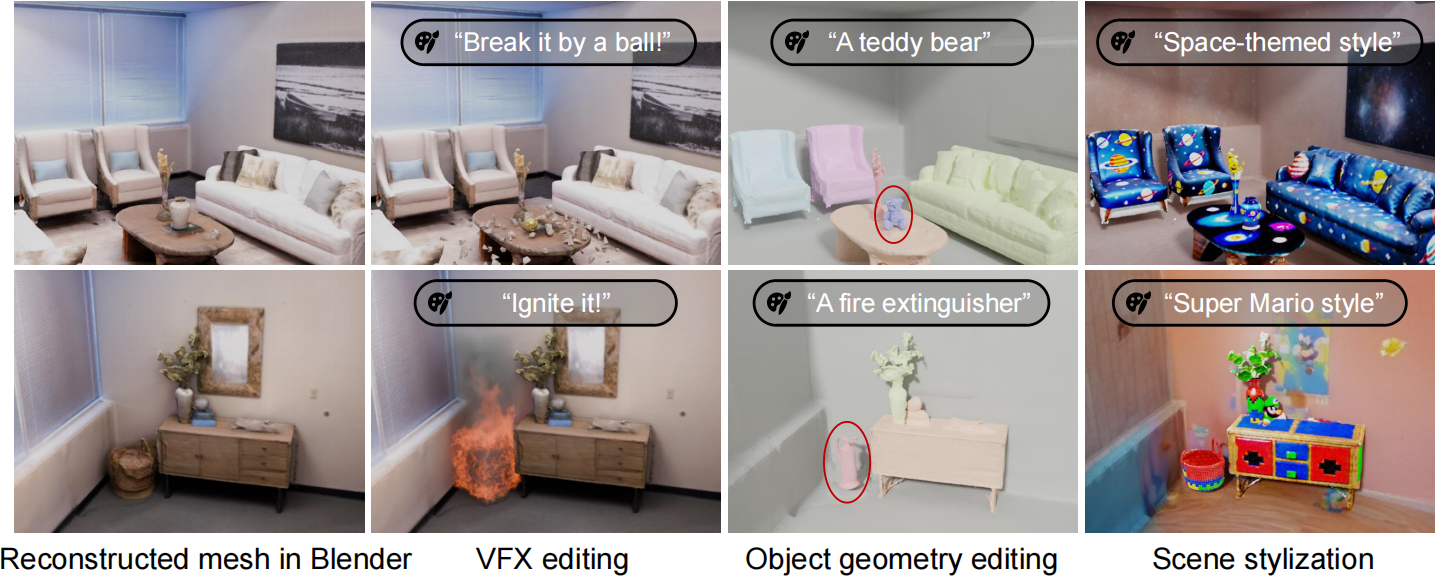 “Break it by a ball!”
“A teddy bear”
“Space-themed style”
“Ignite it!”
“A fire extinguisher”
“Super Mario style”
Reconstructed mesh in Blender
VFX editing
Object geometry editing
Scene stylization